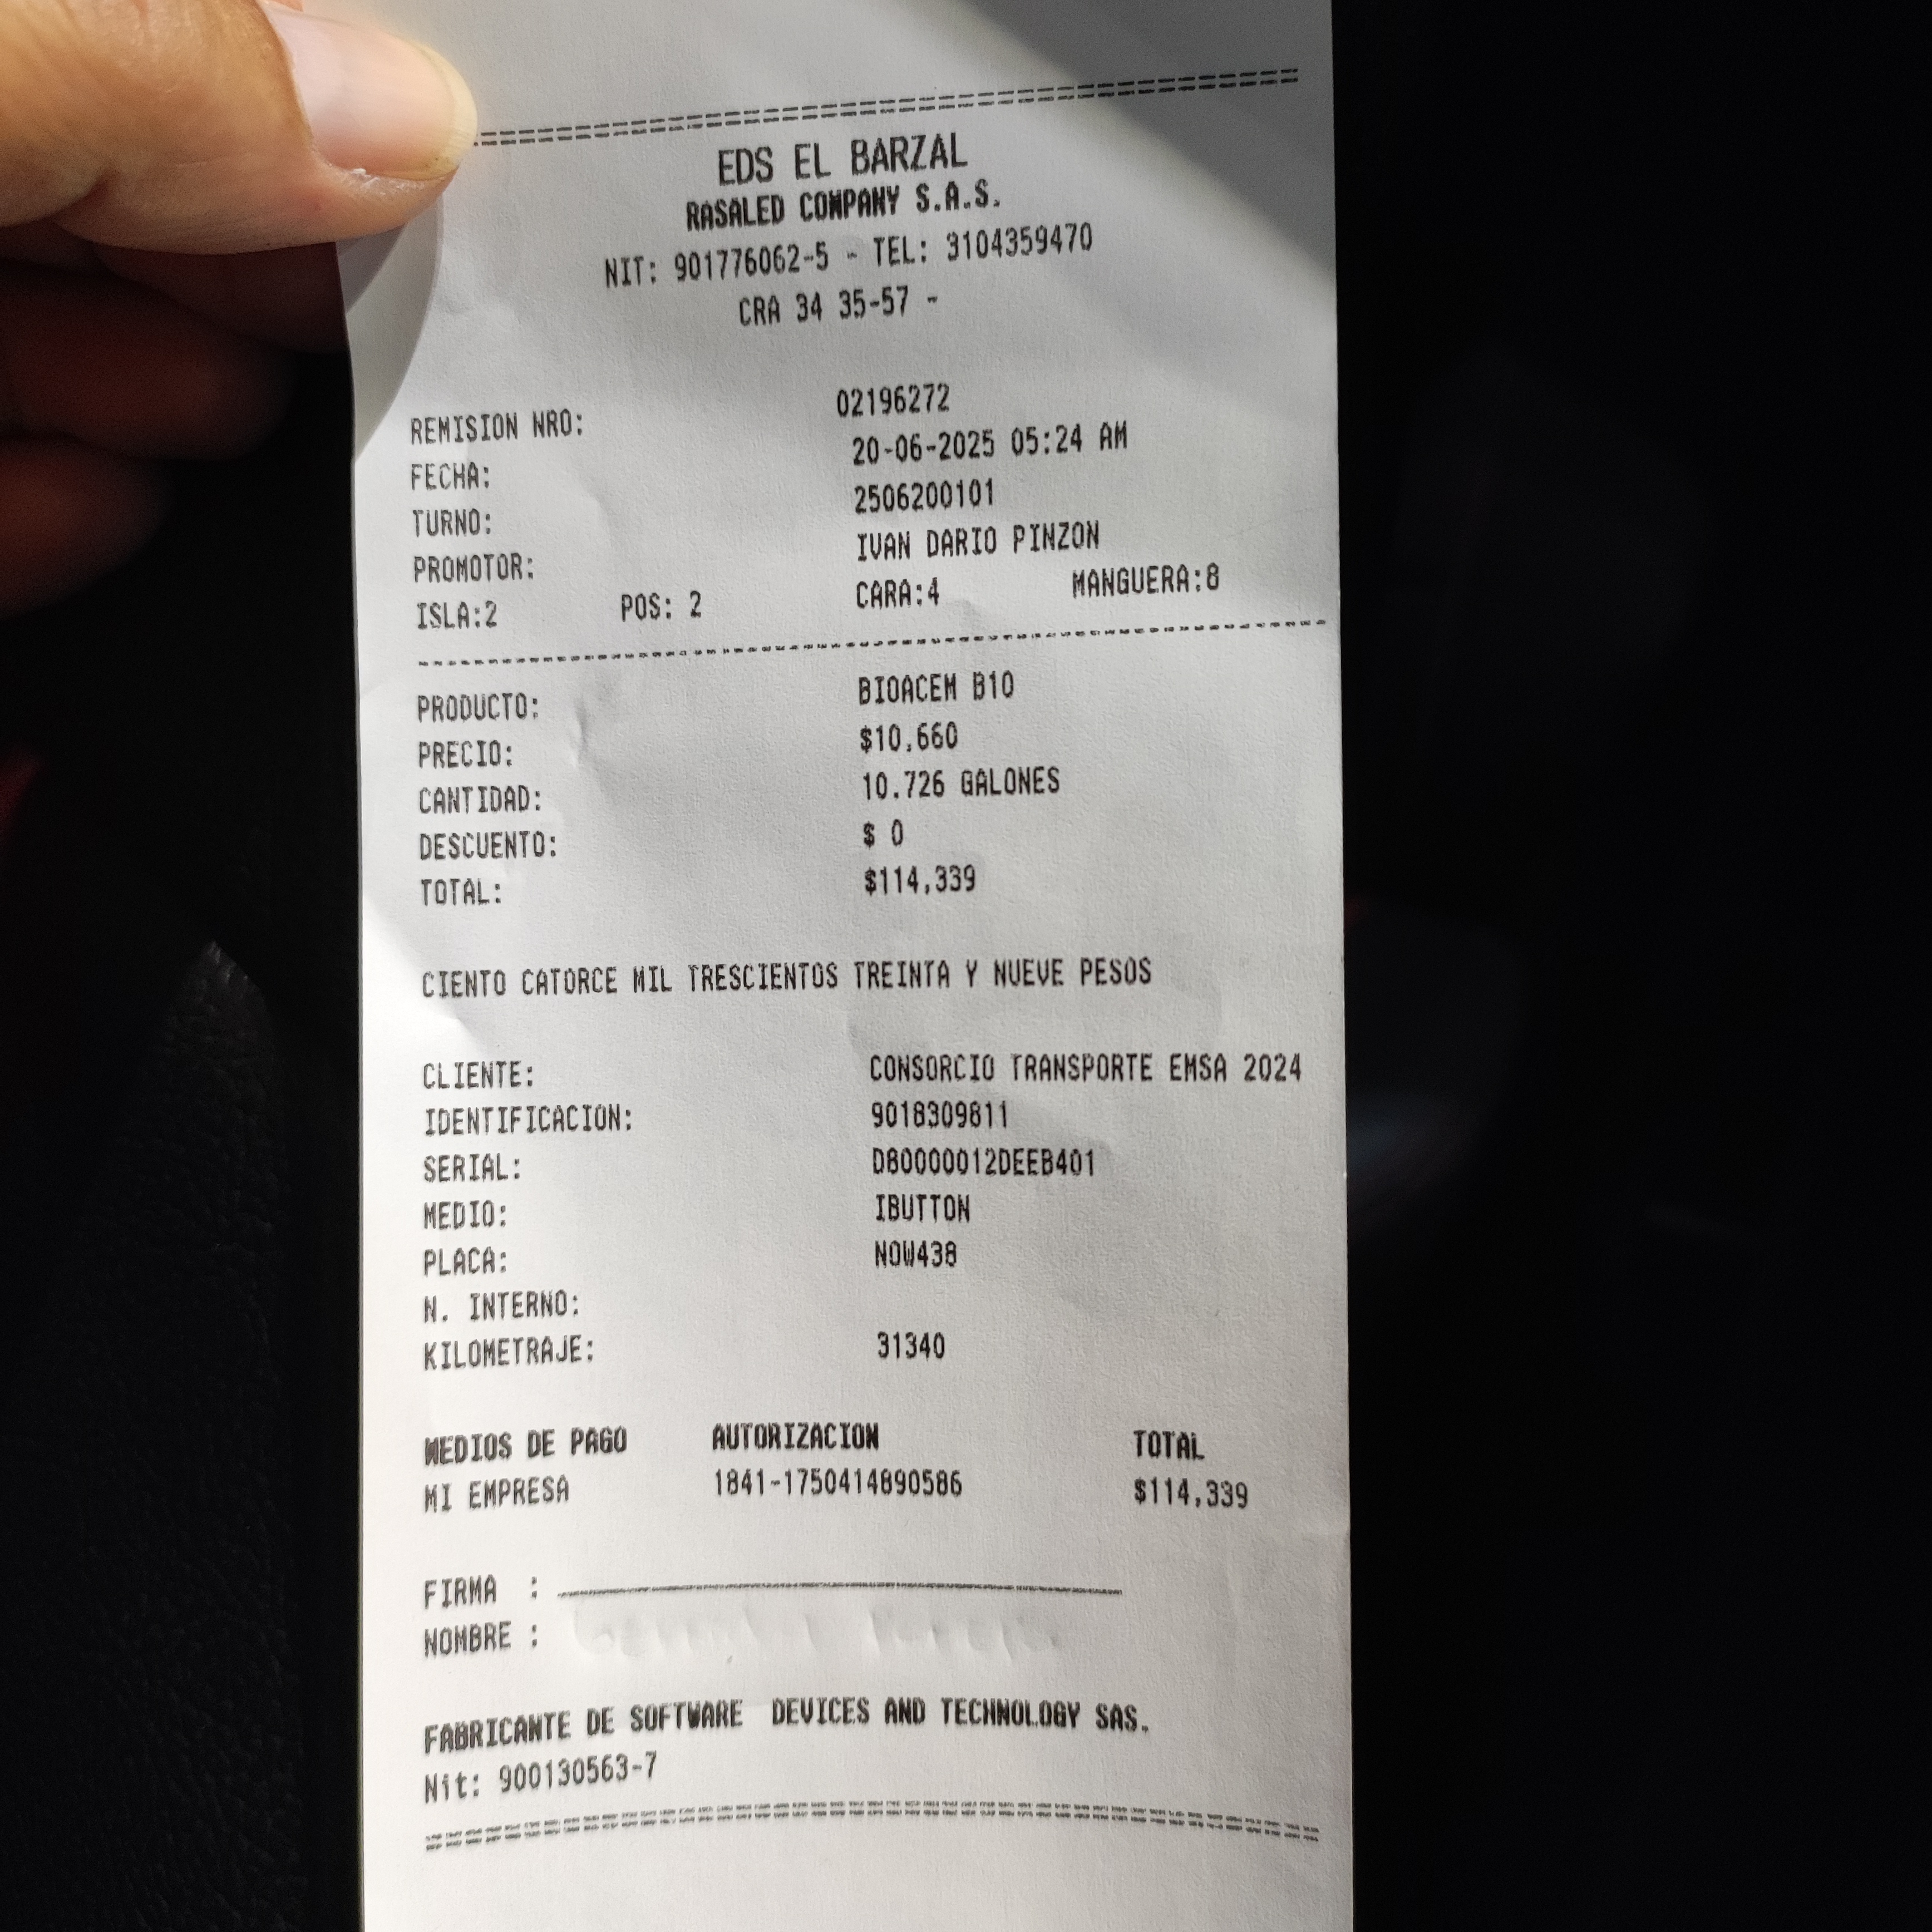 EDS EL BARZAL
RASALED COMPANY S.A.S.
NIT: 901776062-5 - TEL: 3104359470
CRA 34 35-57 -
REMISION NRO: 02196272
FECHA: 20-06-2025 05:24 AM
TURNO: 2506200101
PROMOTOR: IVAN DARIO PINZON
ISLA:2 POS: 2 CARA:4 MANGUERA:8
PRODUCTO: BIOACEM B10
PRECIO: $10,660
CANTIDAD: 10.726 GALONES
DESCUENTO: $ 0
TOTAL: $114,339
CIENTO CATORCE MIL TRESCIENTOS TREINTA Y NUEVE PESOS
CLIENTE: CONSORCIO TRANSPORTE EMSA 2024
IDENTIFICACION: 9018309811
SERIAL: D80000012DEEB401
MEDIO: IBUTTON
PLACA: NOW438
N. INTERNO:
KILOMETRAJE: 31340
MEDIOS DE PAGO AUTORIZACION TOTAL
MI EMPRESA 1841-1750414890586 $114,339
FIRMA :
NOMBRE :
FABRICANTE DE SOFTWARE DEVICES AND TECHNOLOGY SAS.
Nit: 900130563-7